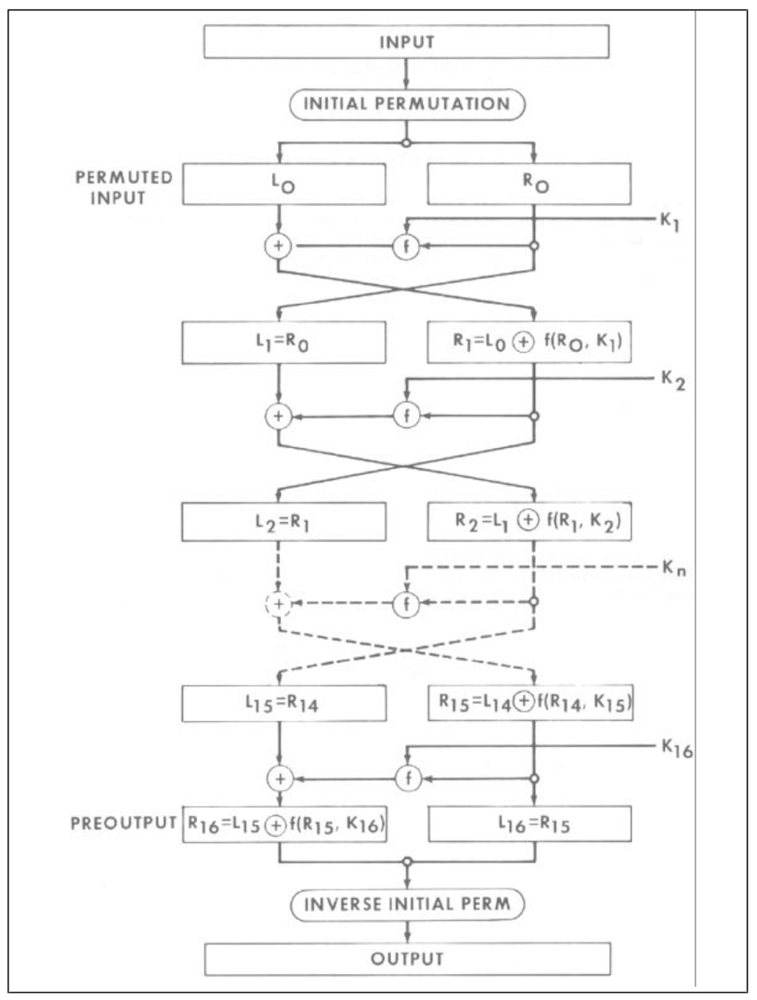 INPUT
INITIAL PERMUTATION
PERMUTED
INPUT
L₀
R₀
K₁
+
f
L₁=R₀
R₁=L₀ ⊕ f(R₀, K₁)
K₂
+
f
L₂=R₁
R₂=L₁ ⊕ f(R₁, K₂)
Kₙ
+
f
L₁₅=R₁₄
R₁₅=L₁₄⊕f(R₁₄, K₁₅)
K₁₆
+
f
PREOUTPUT
R₁₆=L₁₅⊕f(R₁₅, K₁₆)
L₁₆=R₁₅
INVERSE INITIAL PERM
OUTPUT